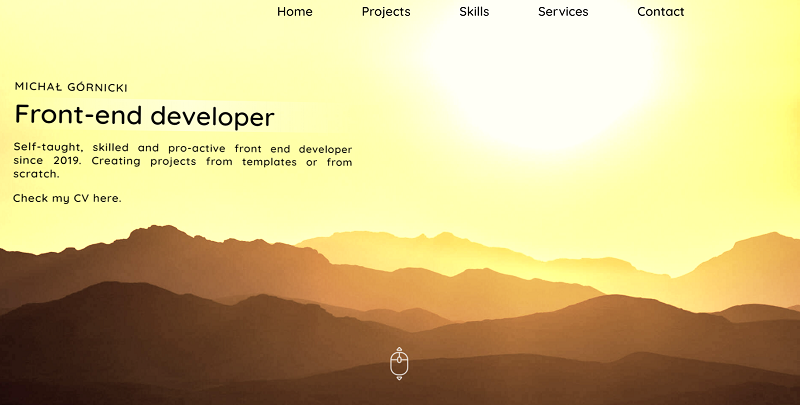 Home Projects Skills Services Contact
MICHAŁ GÓRNICKI
Front-end developer
Self-taught, skilled and pro-active front end developer
since 2019. Creating projects from templates or from
scratch.
Check my CV here.